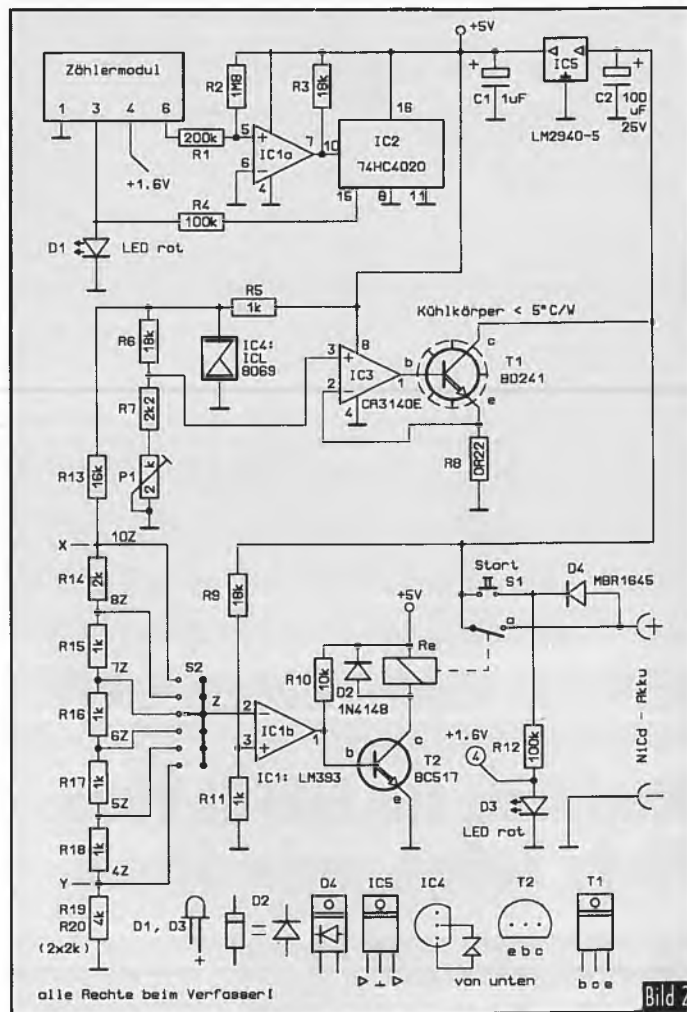 +5V
Zählermodul
1 3 4 6
+1.6V
R2
1M8
R3
18k
200k
R1
5
6
+
-
IC1a
7
4
10
16
IC2
74HC4020
15
8
11
R4
100k
D1
LED rot
+
C1
1uF
IC5
LM2940-5
+
C2
100
uF
25V
R5
1k
R6
18k
IC4:
ICL
8069
R7
2k2
P1
2 k
3
2
+
-
IC3
8
1
4
CA3140E
Kühlkörper < 5°C/W
b
c
e
T1
BD241
R8
0R22
R13
16k
X
10Z
R14
2k
8Z
R15
1k
7Z
R16
1k
6Z
R17
1k
5Z
R18
1k
4Z
Y
R19
R20
4k
(2x2k)
S2
Z
R9
18k
2
3
-
+
IC1b
1
IC1: LM393
R11
1k
R10
10k
D2
1N4148
+5V
Re
b
c
e
T2
BC517
Start
S1
a
D4
MBR1645
+1.6V
4
R12
100k
D3
LED rot
NiCd - Akku
+
-
D1, D3
+
D2
=
D4
IC5
IC4
T2
e b c
T1
b c e
von unten
alle Rechte beim Verfasser!
Bild 2